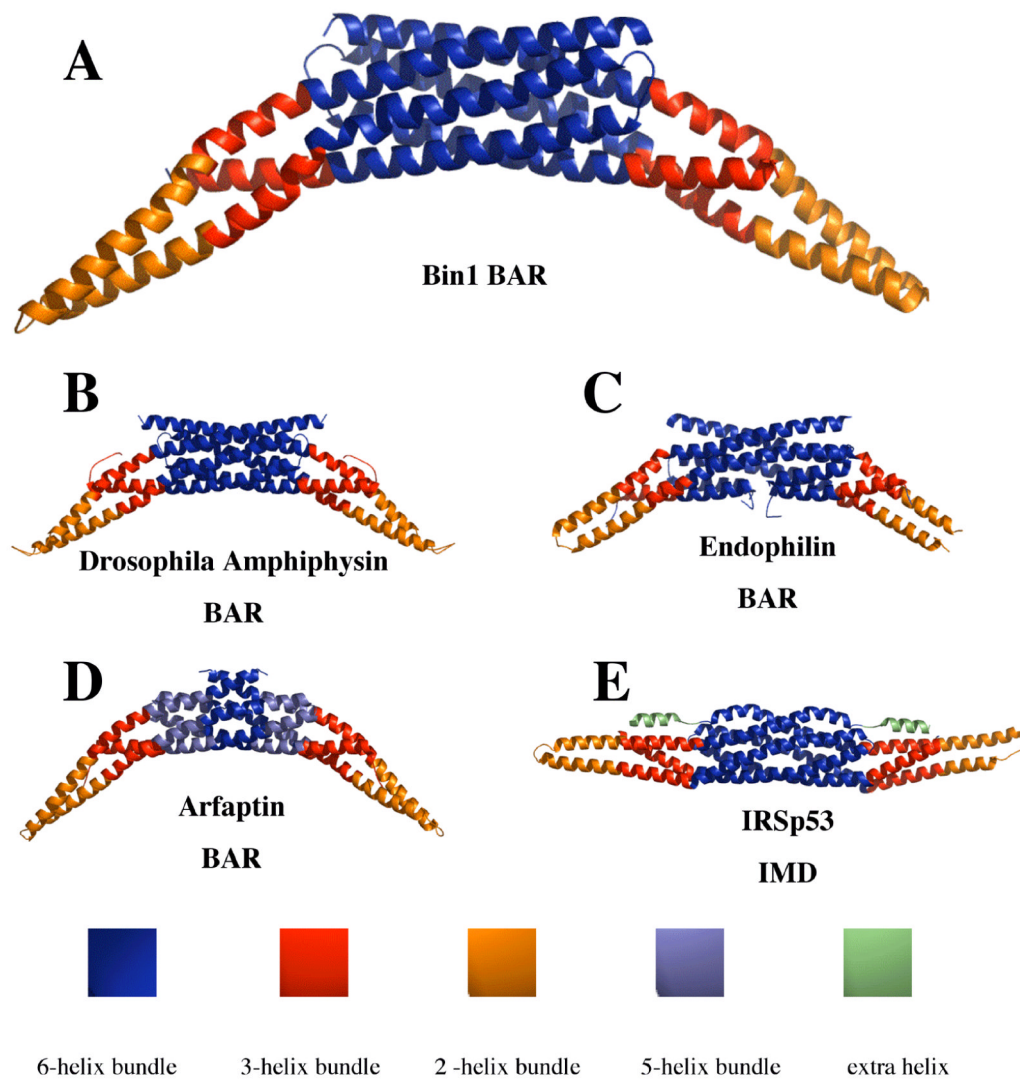 A
Bin1 BAR
B
C
Drosophila Amphiphysin
BAR
Endophilin
BAR
D
E
Arfaptin
BAR
IRSp53
IMD
6-helix bundle
3-helix bundle
2 -helix bundle
5-helix bundle
extra helix